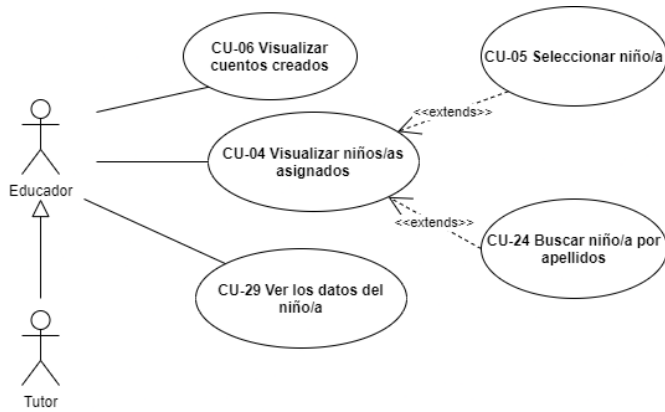 CU-06 Visualizar
cuentos creados
CU-05 Seleccionar niño/a
<<extends>>
CU-04 Visualizar niños/as
asignados
Educador
<<extends>>
CU-24 Buscar niño/a por
apellidos
CU-29 Ver los datos del
niño/a
Tutor